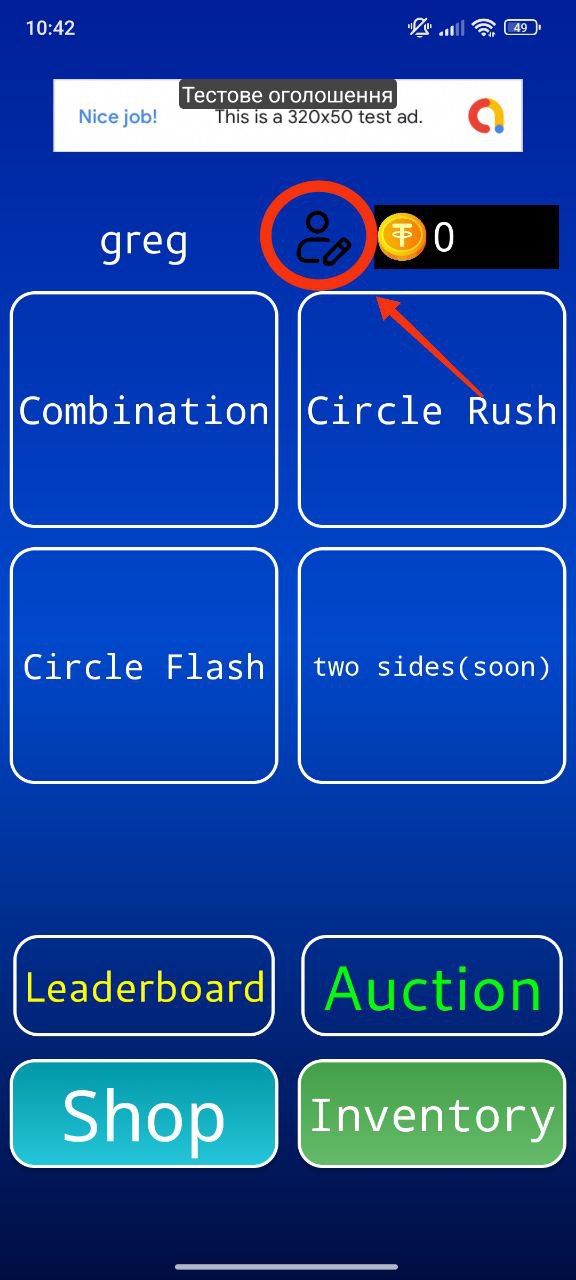 10:42
49
Тестове оголошення
Nice job! This is a 320x50 test ad.
greg
0
Combination
Circle Rush
Circle Flash
two sides(soon)
Leaderboard
Auction
Shop
Inventory